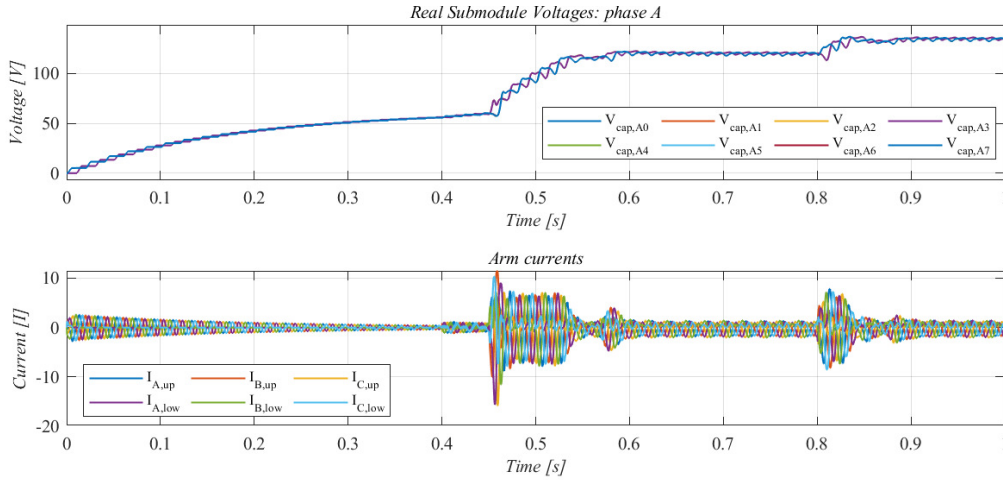 Real Submodule Voltages: phase A
Voltage [V]
100
50
0
V_cap,A0 V_cap,A1 V_cap,A2 V_cap,A3
V_cap,A4 V_cap,A5 V_cap,A6 V_cap,A7
0 0.1 0.2 0.3 0.4 0.5 0.6 0.7 0.8 0.9
Time [s]
Arm currents
Current [I]
10
0
-10
-20
I_A,up I_B,up I_C,up
I_A,low I_B,low I_C,low
0 0.1 0.2 0.3 0.4 0.5 0.6 0.7 0.8 0.9
Time [s]